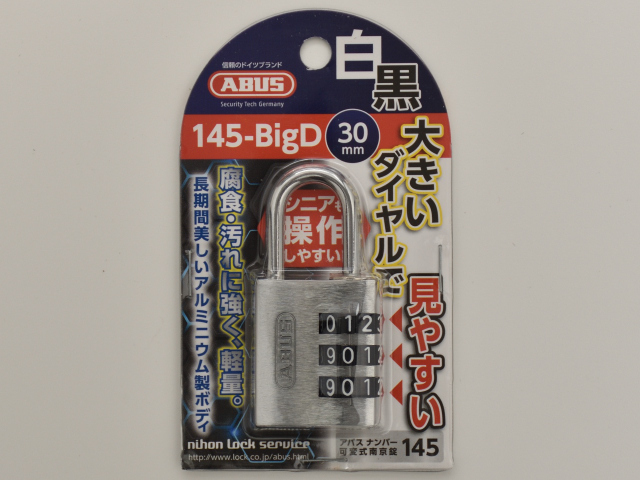 信頼のドイツブランド
ABUS
Security Tech Germany
白
黒
145-BigD
30
mm
大きい
ダイヤルで
見やすい
シニアも
操作
しやすい
腐食・汚れに強く、軽量。
長期間美しいアルミニウム製ボディ
ABUS
0123
9012
9012
nihon lock service
http://www.lock.co.jp/abus.html
アバス ナンバー
可変式南京錠
145